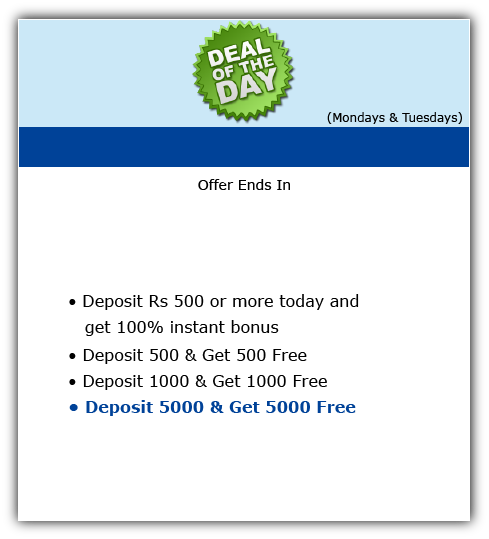 DEAL
OF THE
DAY
(Mondays & Tuesdays)
Offer Ends In
• Deposit Rs 500 or more today and
get 100% instant bonus
• Deposit 500 & Get 500 Free
• Deposit 1000 & Get 1000 Free
• Deposit 5000 & Get 5000 Free